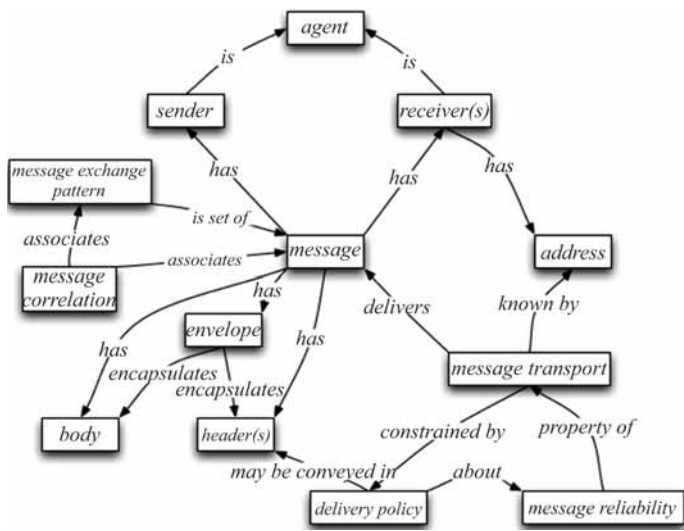 agent
is
is
sender
receiver(s)
has
has
has
message exchange
pattern
is set of
associates
associates
message
address
message
correlation
has
delivers
known by
envelope
has
has
encapsulates
encapsulates
message transport
body
header(s)
constrained by
property of
may be conveyed in
about
delivery policy
message reliability